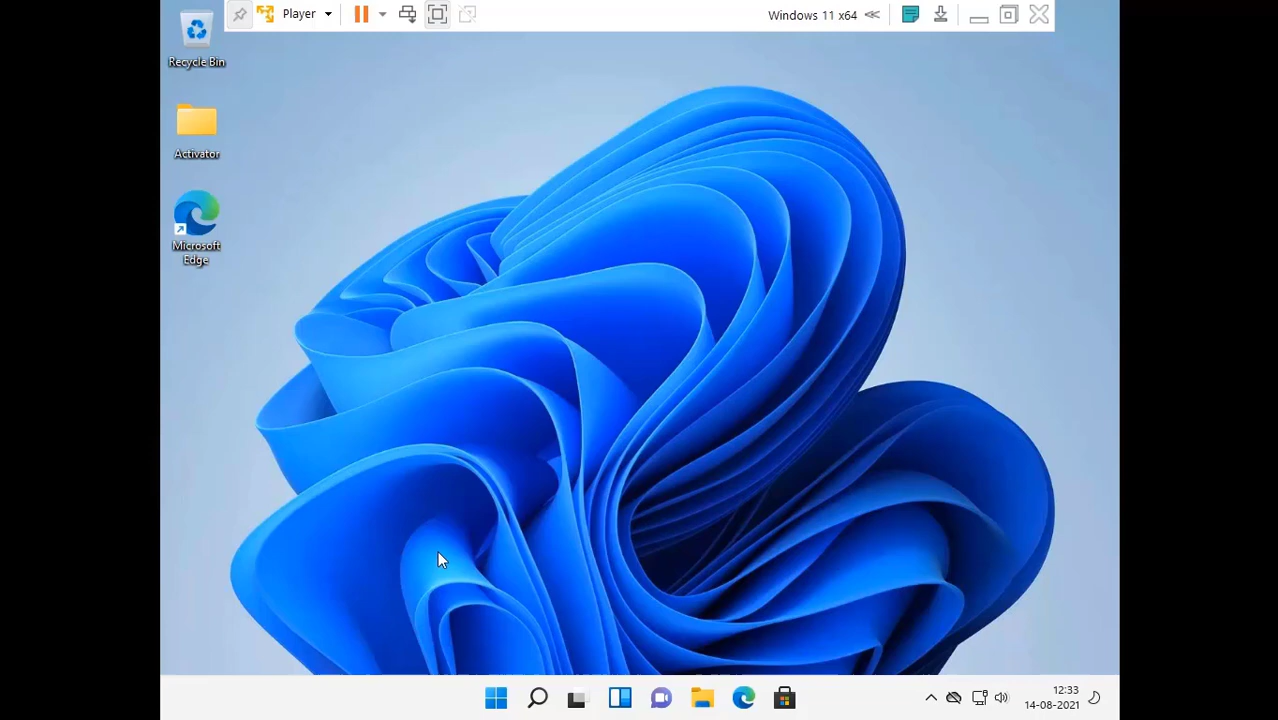 Player
Windows 11 x64
Recycle Bin
Activator
Microsoft
Edge
12:33
14-08-2021